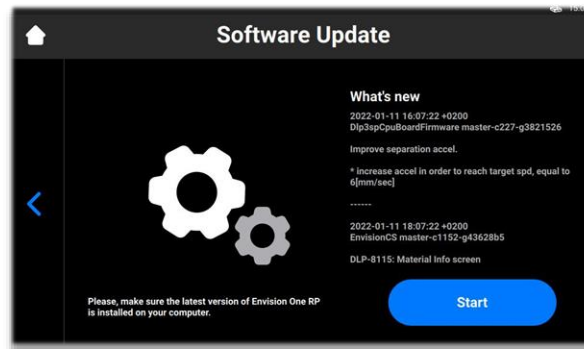 Software Update
What's new
2022-01-11 16:07:22 +0200
Dlp3spCpuBoardFirmware master-c227-g3821526
Improve separation accel.
* increase accel in order to reach target spd, equal to
6[mm/sec]
------
2022-01-11 18:07:22 +0200
EnvisionCS master-c1152-g43628b5
DLP-8115: Material Info screen
Please, make sure the latest version of Envision One RP
is installed on your computer.
Start